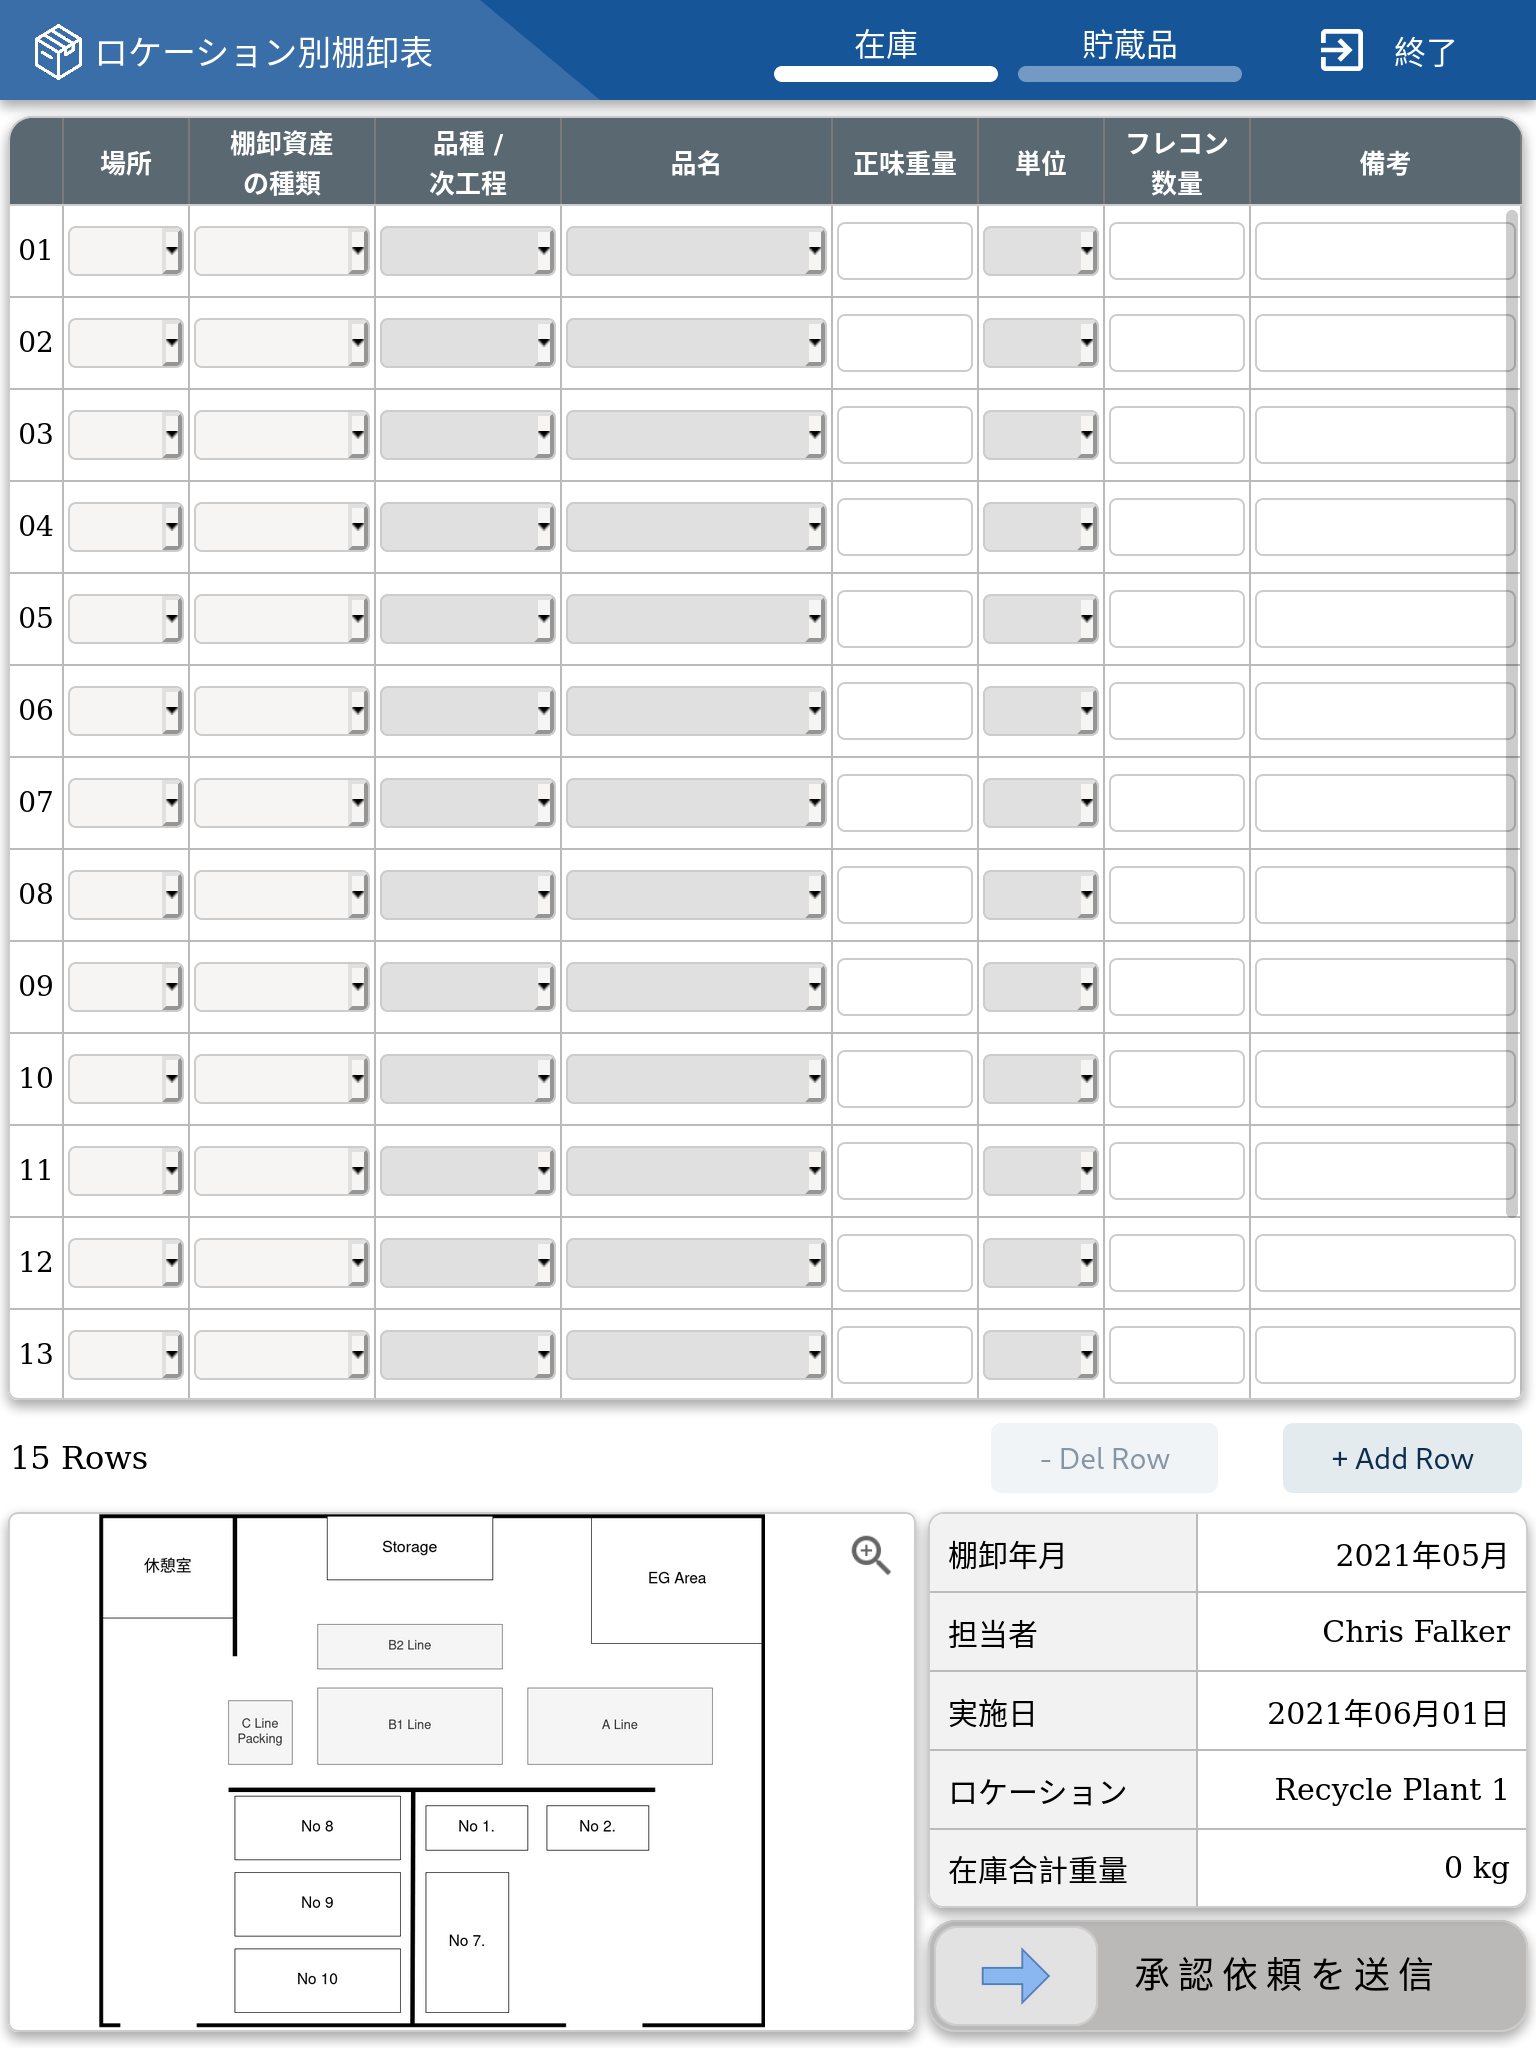 ロケーション別棚卸表
在庫
貯蔵品
終了
場所
棚卸資産
の種類
品種 /
次工程
品名
正味重量
単位
フレコン
数量
備考
01
02
03
04
05
06
07
08
09
10
11
12
13
15 Rows
- Del Row
+ Add Row
休憩室
Storage
EG Area
B2 Line
C Line
Packing
B1 Line
A Line
No 8
No 1.
No 2.
No 9
No 7.
No 10
棚卸年月 2021年05月
担当者 Chris Falker
実施日 2021年06月01日
ロケーション Recycle Plant 1
在庫合計重量 0 kg
承認依頼を送信